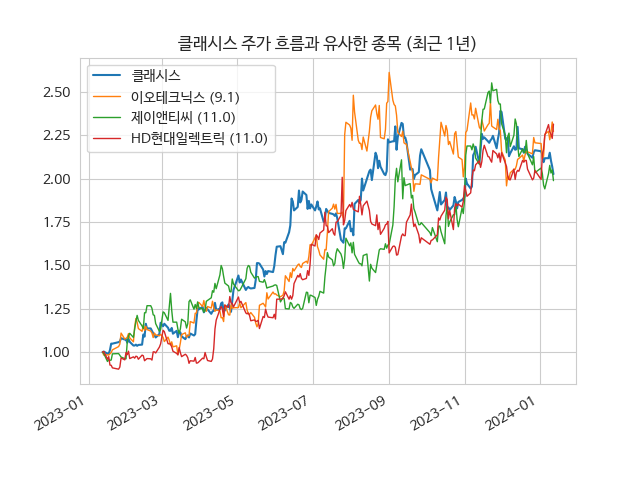 클래시스 주가 흐름과 유사한 종목 (최근 1년)
클래시스
이오테크닉스 (9.1)
제이앤티씨 (11.0)
HD현대일렉트릭 (11.0)
2.50
2.25
2.00
1.75
1.50
1.25
1.00
2023-01
2023-03
2023-05
2023-07
2023-09
2023-11
2024-01